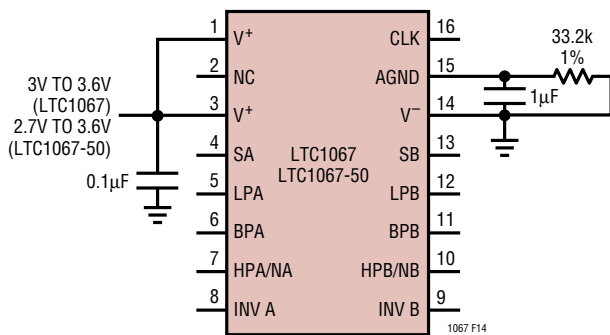 1
V+
2
NC
3
V+
4
SA
5
LPA
6
BPA
7
HPA/NA
8
INV A
3V TO 3.6V
(LTC1067)
2.7V TO 3.6V
(LTC1067-50)
0.1µF
LTC1067
LTC1067-50
16
CLK
15
AGND
14
V–
13
SB
12
LPB
11
BPB
10
HPB/NB
9
INV B
33.2k
1%
1µF
1067 F14